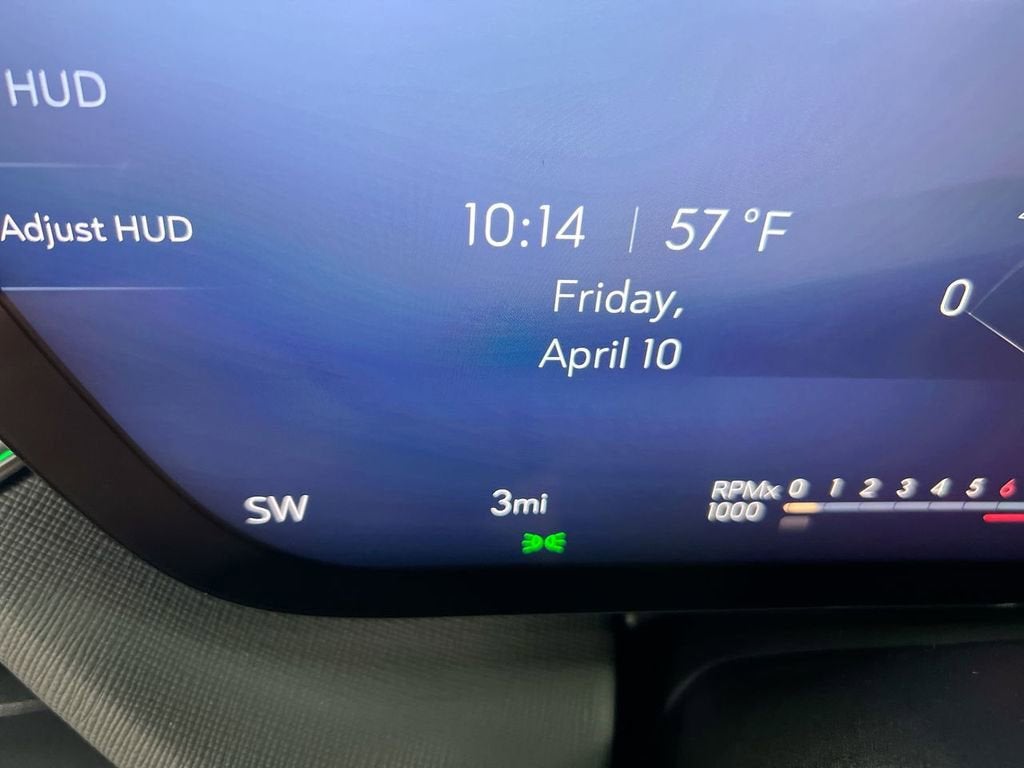 HUD
Adjust HUD
10:14 | 57 °F
Friday,
April 10
0
SW
3mi
RPMx 0 1 2 3 4 5 6
1000